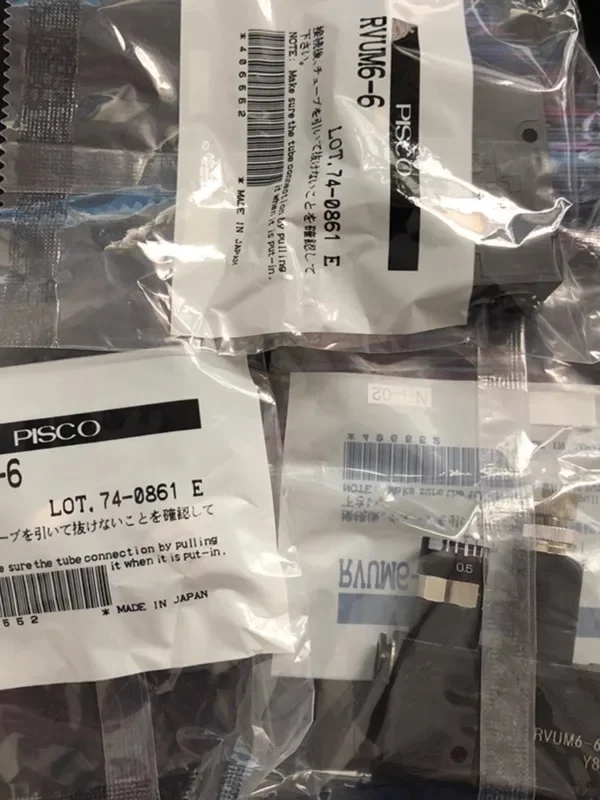 PISCO
RVUM6-6
LOT.74-0861 E
接続後、チューブを引いて抜けないことを確認して
下さい。
NOTE: Make sure the tube connection by pulling
it when it is put-in.
*406552
* MADE IN JAPAN
PISCO
-6
LOT.74-0861 E
ーブを引いて抜けないことを確認して
e sure the tube connection by pulling
it when it is put-in.
552
* MADE IN JAPAN
RVUM6-
0.5
RVUM6-6
Y8